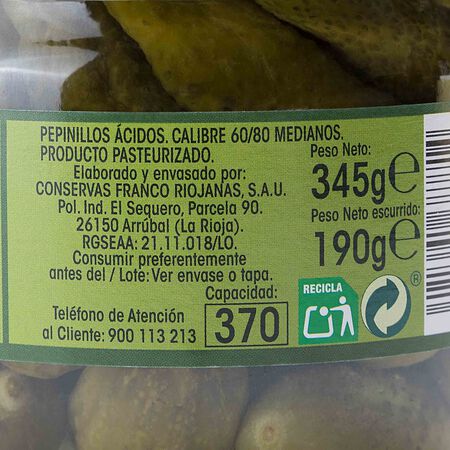 PEPINILLOS ÁCIDOS. CALIBRE 60/80 MEDIANOS.
PRODUCTO PASTEURIZADO.
Elaborado y envasado por:
CONSERVAS FRANCO RIOJANAS, S.A.U.
Pol. Ind. El Sequero, Parcela 90.
26150 Arrúbal (La Rioja).
RGSEAA: 21.11.018/LO.
Consumir preferentemente
antes del / Lote: Ver envase o tapa.
Capacidad:
370
Teléfono de Atención
al Cliente: 900 113 213
Peso Neto:
345g℮
Peso Neto escurrido:
190g℮
RECICLA
®